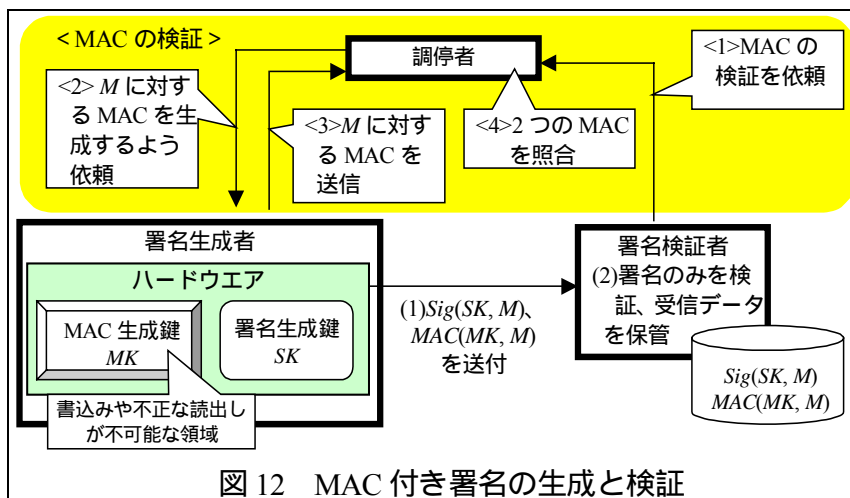 < MAC の検証 >
調停者
<1>MAC の
検証を依頼
<2> M に対す
る MAC を生
成するよう
依頼
<3>M に対す
る MAC を
送信
<4>2 つの MAC
を照合
署名生成者
ハードウエア
MAC 生成鍵
MK
署名生成鍵
SK
書込みや不正な読出し
が不可能な領域
(1)Sig(SK, M)、
MAC(MK, M)
を送付
署名検証者
(2)署名のみを検
証、受信データ
を保管
Sig(SK, M)
MAC(MK, M)
図 12 MAC 付き署名の生成と検証